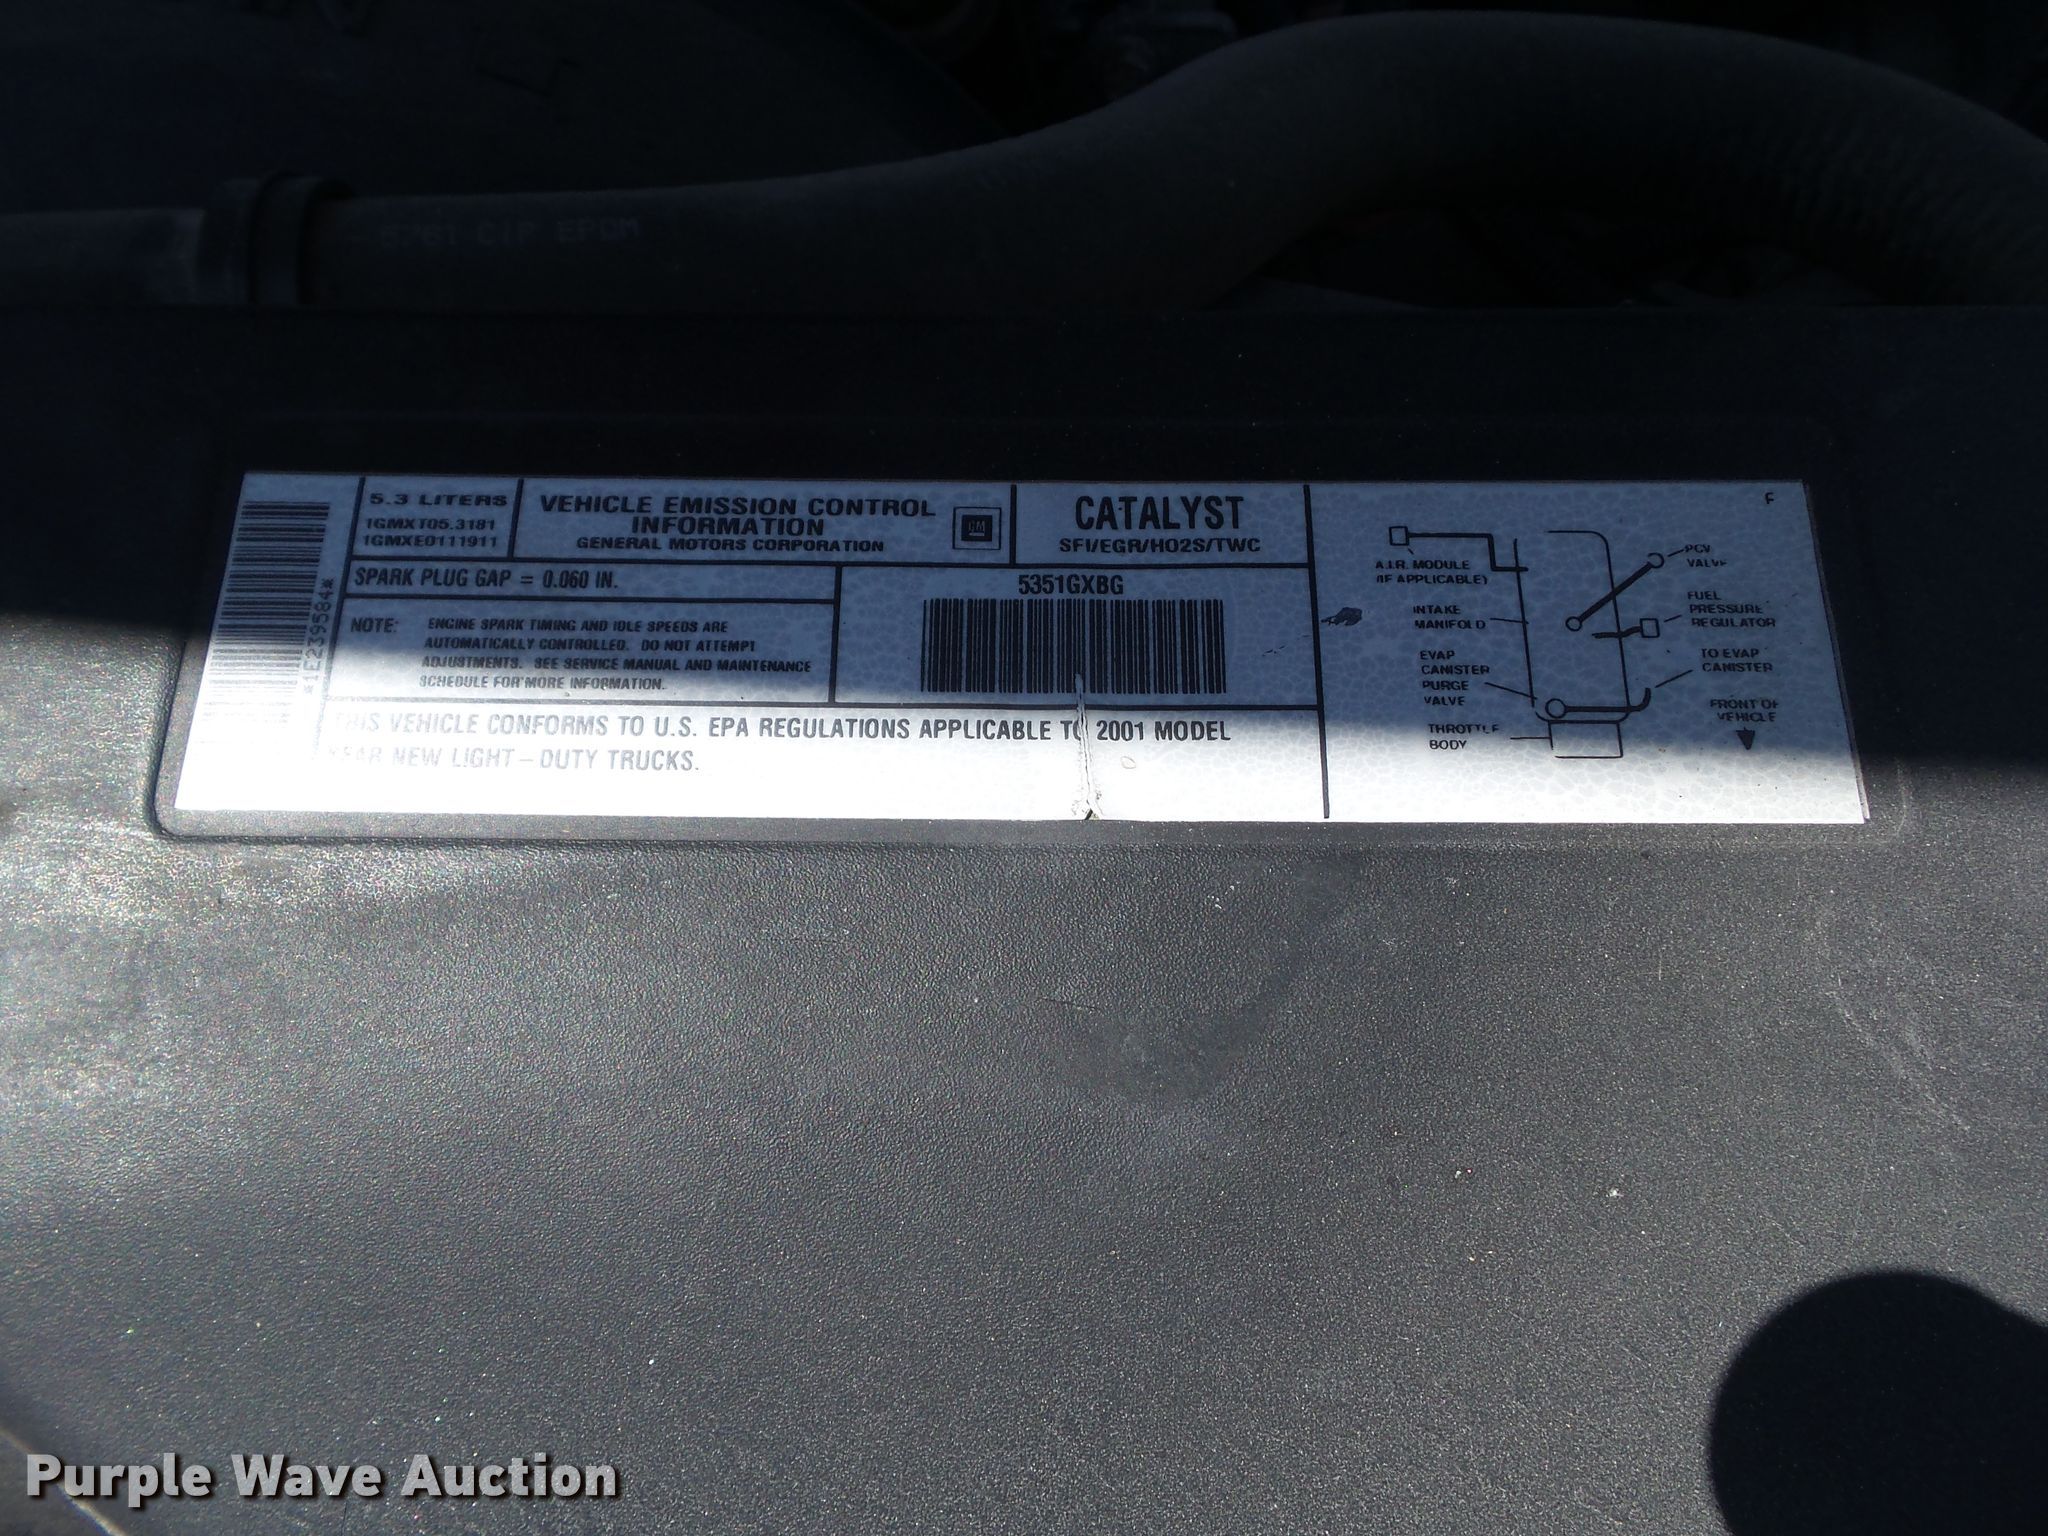 5.3 LITERS
1GMXT05.3181
1GMXE0111911
VEHICLE EMISSION CONTROL
INFORMATION
GENERAL MOTORS CORPORATION
GM
CATALYST
SFI/EGR/HO2S/TWC
F
SPARK PLUG GAP = 0.060 IN.
NOTE: ENGINE SPARK TIMING AND IDLE SPEEDS ARE
AUTOMATICALLY CONTROLLED. DO NOT ATTEMPT
ADJUSTMENTS. SEE SERVICE MANUAL AND MAINTENANCE
SCHEDULE FOR MORE INFORMATION.
5351GXBG
*1E239584*
THIS VEHICLE CONFORMS TO U.S. EPA REGULATIONS APPLICABLE TO 2001 MODEL
YEAR NEW LIGHT-DUTY TRUCKS.
A.I.R. MODULE
(IF APPLICABLE)
INTAKE
MANIFOLD
EVAP
CANISTER
PURGE
VALVE
THROTTLE
BODY
PCV
VALVE
FUEL
PRESSURE
REGULATOR
TO EVAP
CANISTER
FRONT OF
VEHICLE
Purple Wave Auction